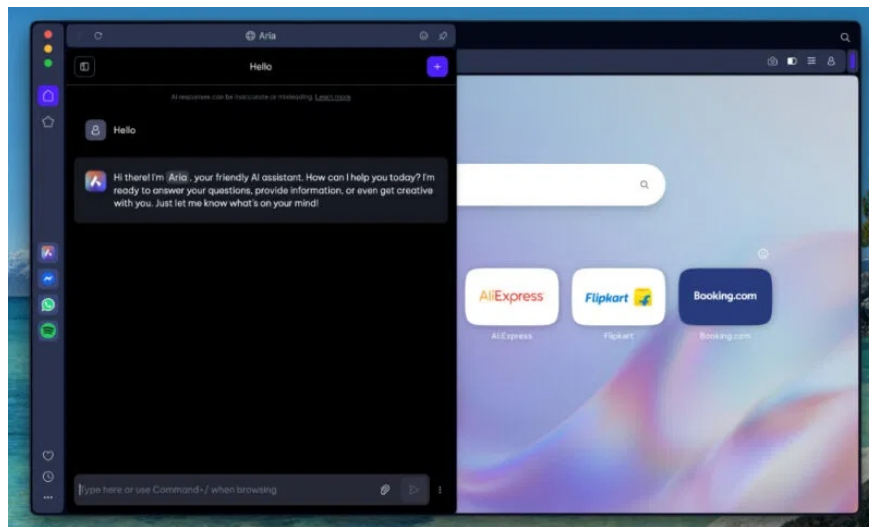 Aria
Hello
AI responses can be inaccurate or misleading. Learn more
Hello
Hi there! I'm Aria, your friendly AI assistant. How can I help you today? I'm
ready to answer your questions, provide information, or even get creative
with you. Just let me know what's on your mind!
AliExpress
Flipkart
Booking.com
AliExpress
Flipkart
Booking.com
Type here or use Command+/ when browsing